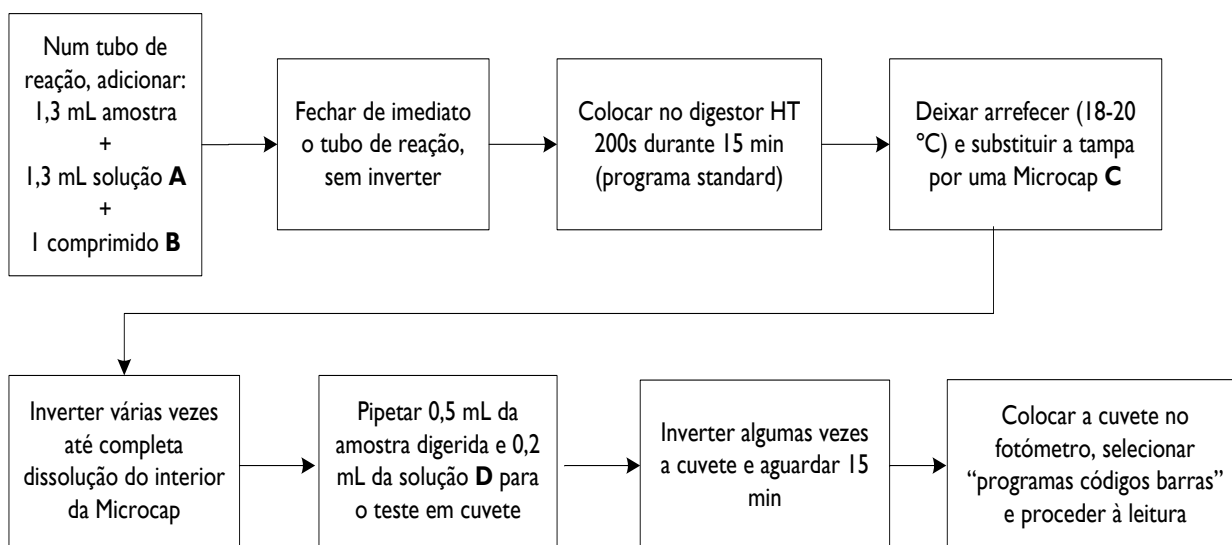 Num tubo de
reação, adicionar:
1,3 mL amostra
+
1,3 mL solução A
+
1 comprimido B
Fechar de imediato
o tubo de reação,
sem inverter
Colocar no digestor HT
200s durante 15 min
(programa standard)
Deixar arrefecer (18-20
°C) e substituir a tampa
por uma Microcap C
Inverter várias vezes
até completa
dissolução do interior
da Microcap
Pipetar 0,5 mL da
amostra digerida e 0,2
mL da solução D para
o teste em cuvete
Inverter algumas vezes
a cuvete e aguardar 15
min
Colocar a cuvete no
fotómetro, selecionar
“programas códigos barras”
e proceder à leitura